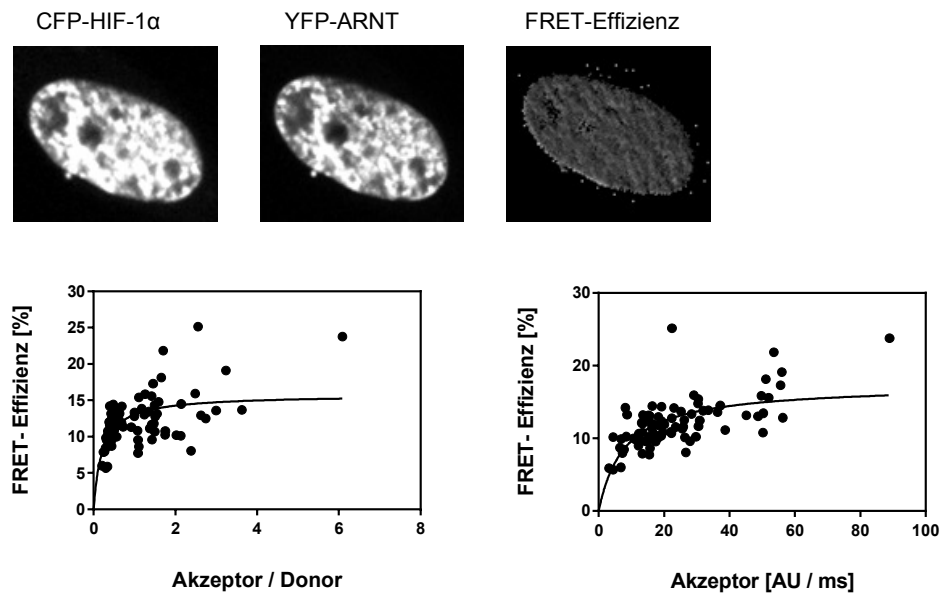 CFP-HIF-1α
YFP-ARNT
FRET-Effizienz
FRET- Effizienz [%]
30
25
20
15
10
5
0
0 2 4 6 8
Akzeptor / Donor
FRET- Effizienz [%]
30
20
10
0
0 20 40 60 80 100
Akzeptor [AU / ms]